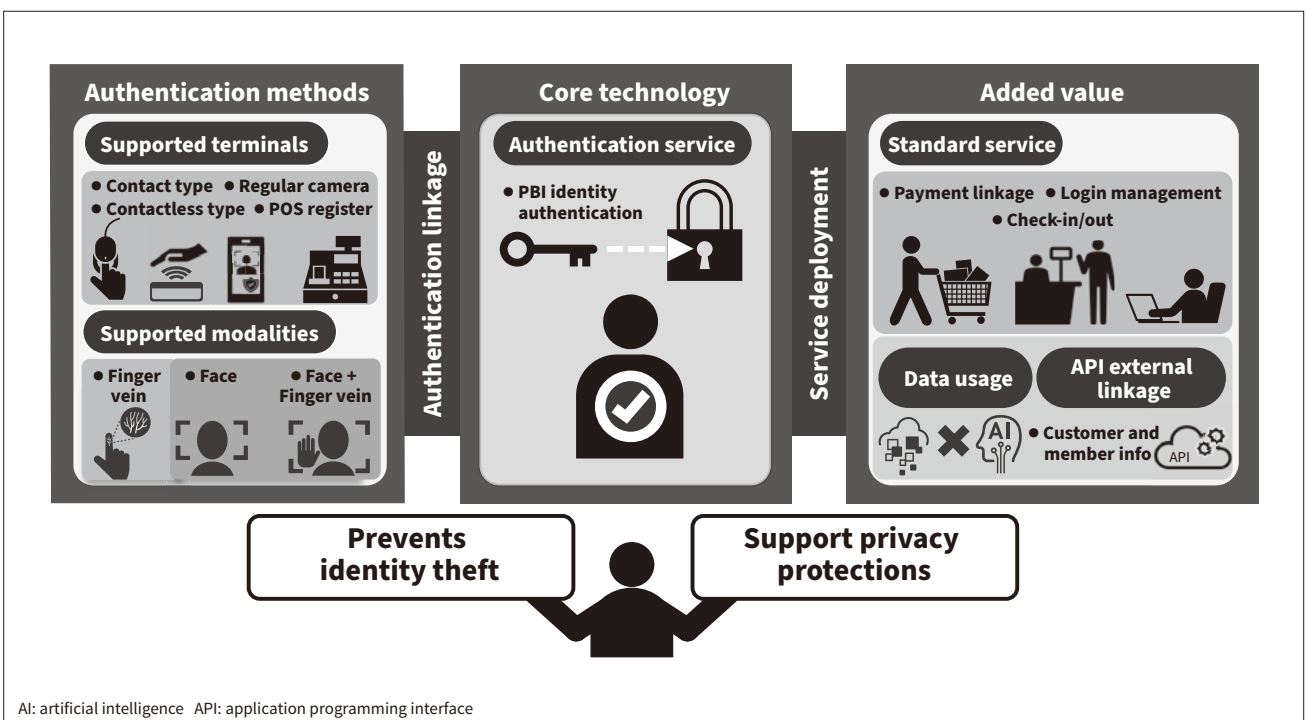 Authentication methods
Supported terminals
• Contact type • Regular camera
• Contactless type • POS register
Supported modalities
• Finger
vein
• Face
• Face +
Finger vein
Authentication linkage
Core technology
Authentication service
• PBI identity
authentication
Service deployment
Added value
Standard service
• Payment linkage • Login management
• Check-in/out
Data usage
API external
linkage
AI
• Customer and
member info
API
Prevents
identity theft
Support privacy
protections
AI: artificial intelligence API: application programming interface